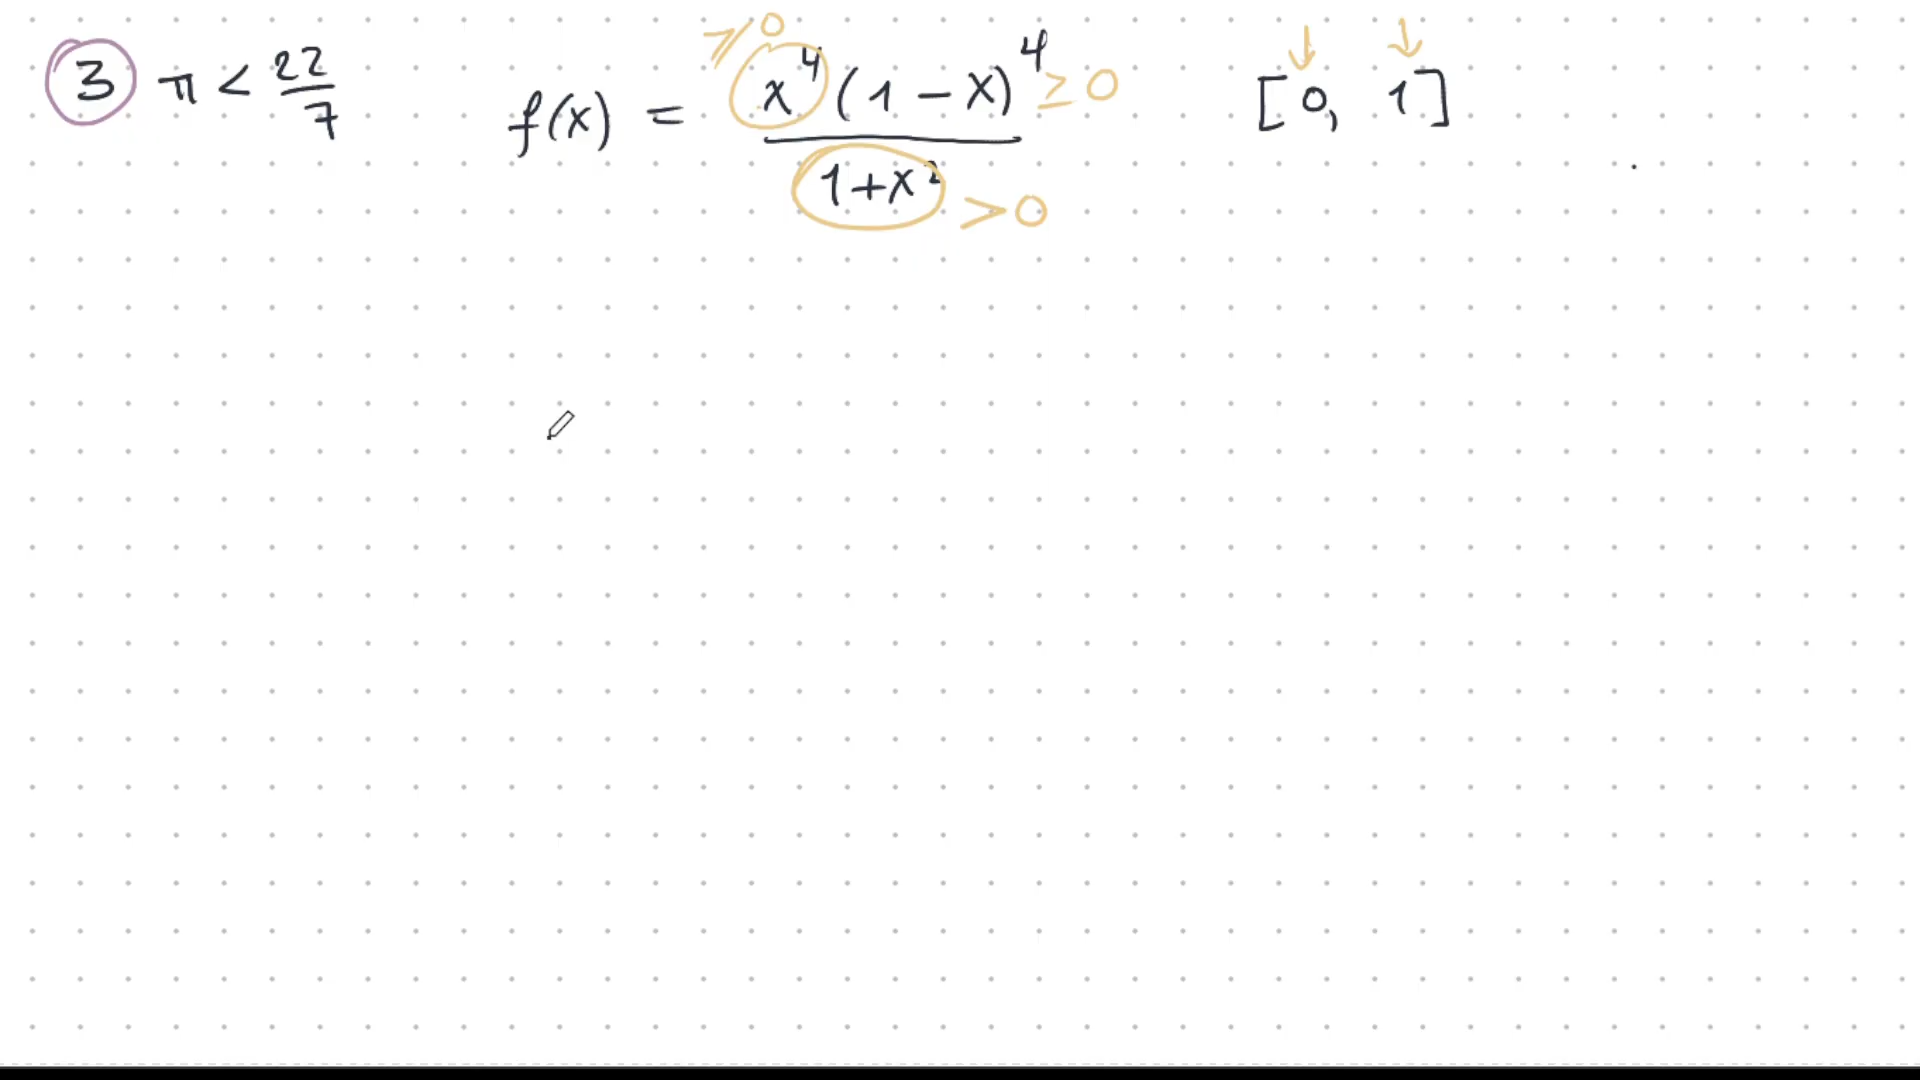 3 π < 22/7 f(x) = x⁴(1-x)⁴/1+x² [0, 1]
≥0 ≥0
>0